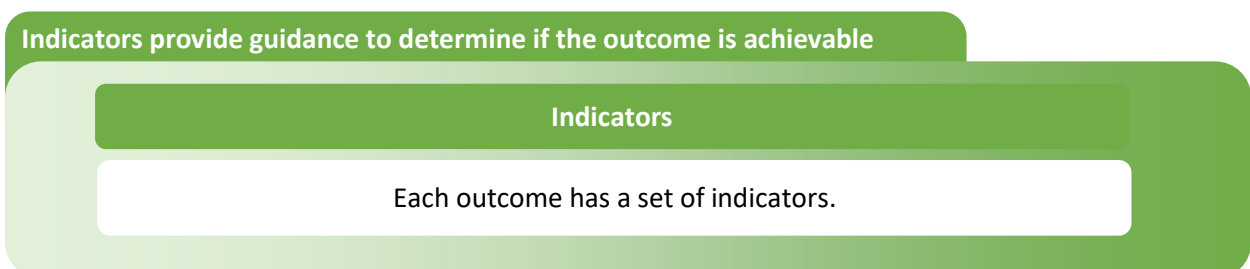 Indicators provide guidance to determine if the outcome is achievable
Indicators
Each outcome has a set of indicators.